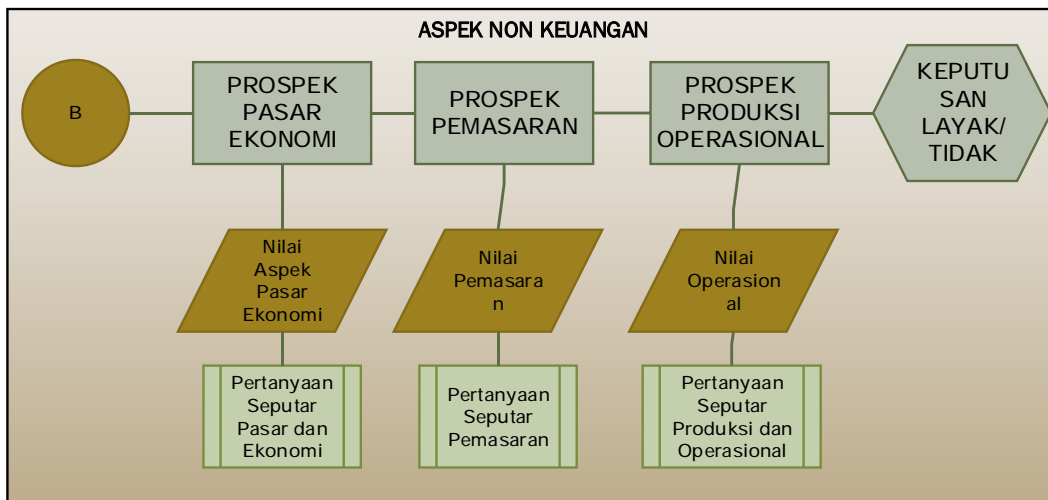 ASPEK NON KEUANGAN
B
PROSPEK
PASAR
EKONOMI
PROSPEK
PEMASARAN
PROSPEK
PRODUKSI
OPERASIONAL
KEPUTU
SAN
LAYAK/
TIDAK
Nilai
Aspek
Pasar
Ekonomi
Nilai
Pemasara
n
Nilai
Operasion
al
Pertanyaan
Seputar
Pasar dan
Ekonomi
Pertanyaan
Seputar
Pemasaran
Pertanyaan
Seputar
Produksi dan
Operasional